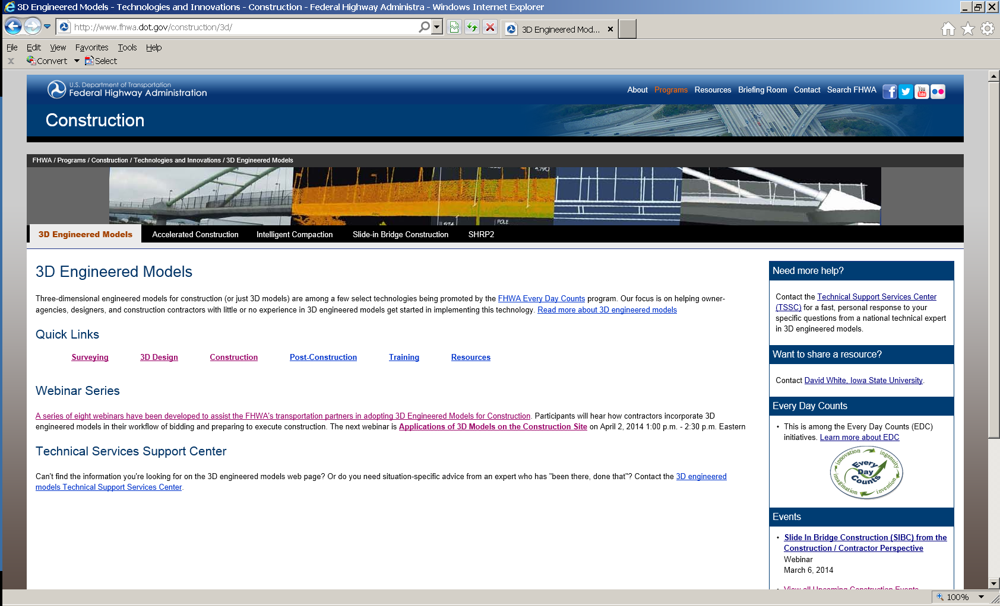 3D Engineered Models - Technologies and Innovations - Construction - Federal Highway Administra - Windows Internet Explorer
http://www.fhwa.dot.gov/construction/3d/
3D Engineered Mod...
File Edit View Favorites Tools Help
x Convert Select
U.S. Department of Transportation
Federal Highway Administration
About Programs Resources Briefing Room Contact Search FHWA
You Tube
Construction
FHWA / Programs / Construction / Technologies and Innovations / 3D Engineered Models
4.790
POLE
3D Engineered Models Accelerated Construction Intelligent Compaction Slide-in Bridge Construction SHRP2
3D Engineered Models
Three-dimensional engineered models for construction (or just 3D models) are among a few select technologies being promoted by the FHWA Every Day Counts program. Our focus is on helping owner-
agencies, designers, and construction contractors with little or no experience in 3D engineered models get started in implementing this technology. Read more about 3D engineered models
Quick Links
Surveying 3D Design Construction Post-Construction Training Resources
Webinar Series
A series of eight webinars have been developed to assist the FHWA's transportation partners in adopting 3D Engineered Models for Construction. Participants will hear how contractors incorporate 3D
engineered models in their workflow of bidding and preparing to execute construction. The next webinar is Applications of 3D Models on the Construction Site on April 2, 2014 1:00 p.m. - 2:30 p.m. Eastern
Technical Services Support Center
Can't find the information you're looking for on the 3D engineered models web page? Or do you need situation-specific advice from an expert who has "been there, done that"? Contact the 3D engineered
models Technical Support Services Center.
Need more help?
Contact the Technical Support Services Center
(TSSC) for a fast, personal response to your
specific questions from a national technical expert
in 3D engineered models.
Want to share a resource?
Contact David White, Iowa State University.
Every Day Counts
• This is among the Every Day Counts (EDC)
initiatives. Learn more about EDC
innovation ingenuity
Every
Day
Counts
imagination invention
Events
• Slide In Bridge Construction (SIBC) from the
Construction / Contractor Perspective
Webinar
March 6, 2014
• View all Upcoming Construction Events
100%